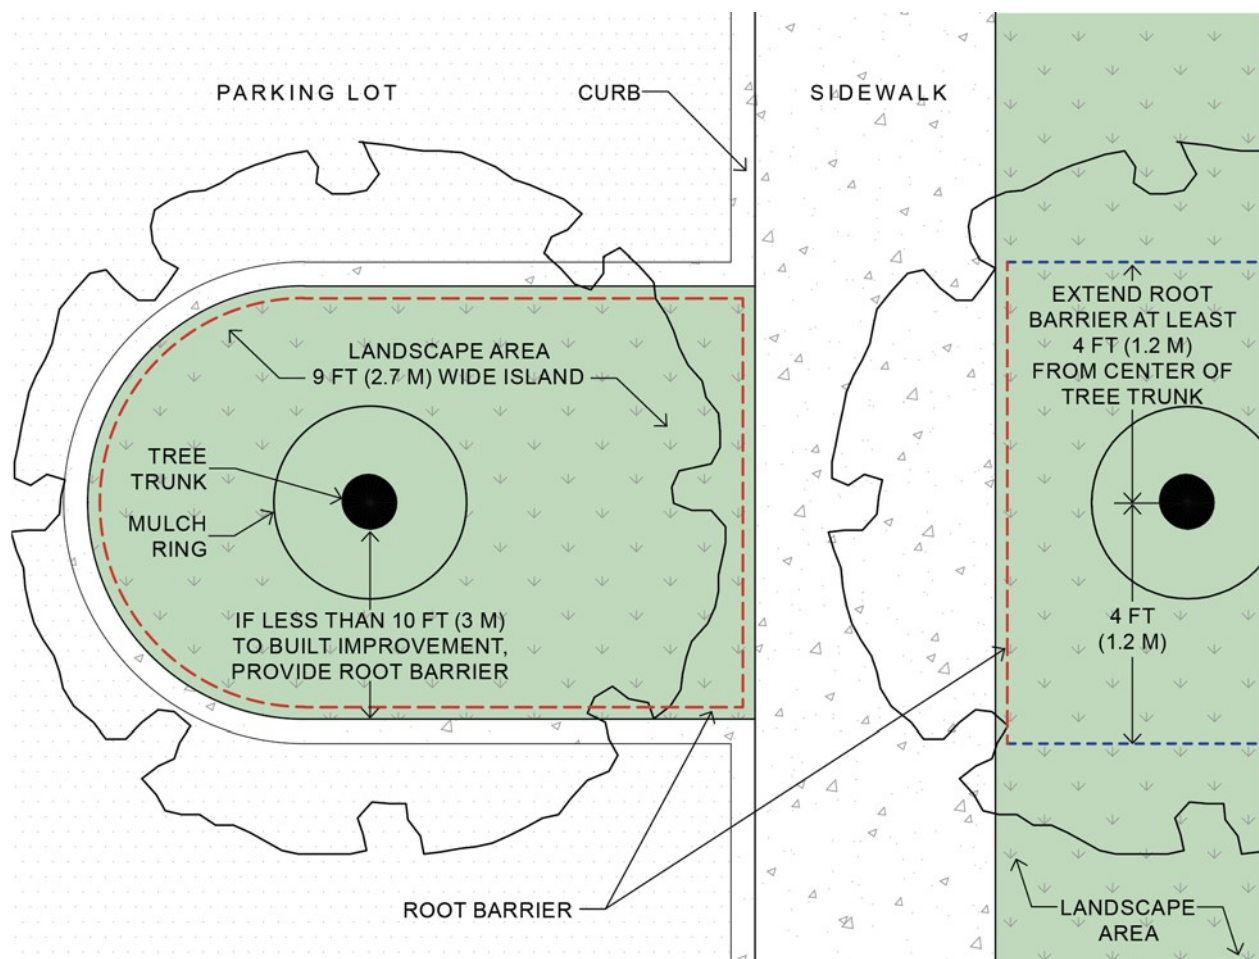 PARKING LOT
CURB
SIDEWALK
LANDSCAPE AREA
9 FT (2.7 M) WIDE ISLAND
EXTEND ROOT
BARRIER AT LEAST
4 FT (1.2 M)
FROM CENTER OF
TREE TRUNK
TREE
TRUNK
MULCH
RING
IF LESS THAN 10 FT (3 M)
TO BUILT IMPROVEMENT,
PROVIDE ROOT BARRIER
4 FT
(1.2 M)
ROOT BARRIER
LANDSCAPE
AREA